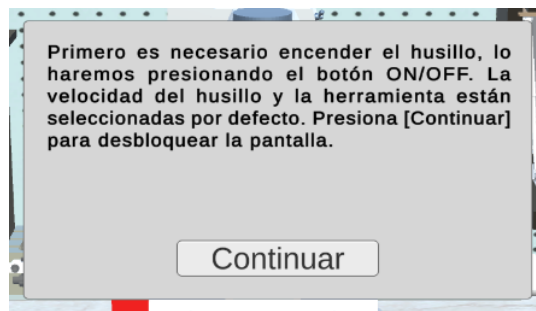 Primero es necesario encender el husillo, lo
haremos presionando el botón ON/OFF. La
velocidad del husillo y la herramienta están
seleccionadas por defecto. Presiona [Continuar]
para desbloquear la pantalla.
Continuar